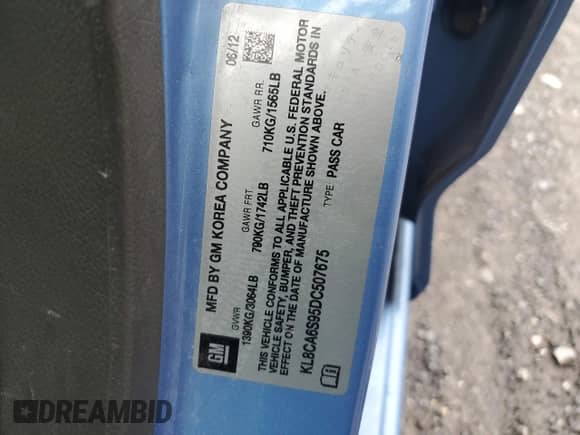 MFD BY GM KOREA COMPANY
06/12
GVWR
GAWR FRT.
GAWR RR.
1390KG/3064LB
790KG/1742LB
710KG/1565LB
THIS VEHICLE CONFORMS TO ALL APPLICABLE U.S. FEDERAL MOTOR
VEHICLE SAFETY, BUMPER, AND THEFT PREVENTION STANDARDS IN
EFFECT ON THE DATE OF MANUFACTURE SHOWN ABOVE.
KL8CA6S95DC507675
TYPE: PASS CAR
GM
DREAMBID